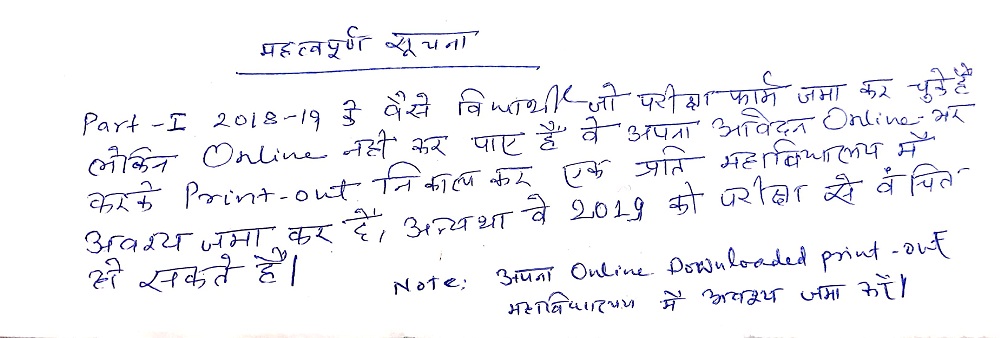 महत्वपूर्ण सूचना
Part-I 2018-19 के वैसे विधार्थी जो परीक्षा फार्म जमा कर चुके हैं
लेकिन Online नहीं कर पाए हैं वे अपना आवेदन Online भर
करके Print-out निकाल कर एक प्रति महाविधालय में
अवश्य जमा कर दें, अन्यथा वे 2019 की परीक्षा से वंचित
हो सकते हैं।
Note: अपना Online Downloaded print-out
महाविधालय में अवश्य जमा करें।